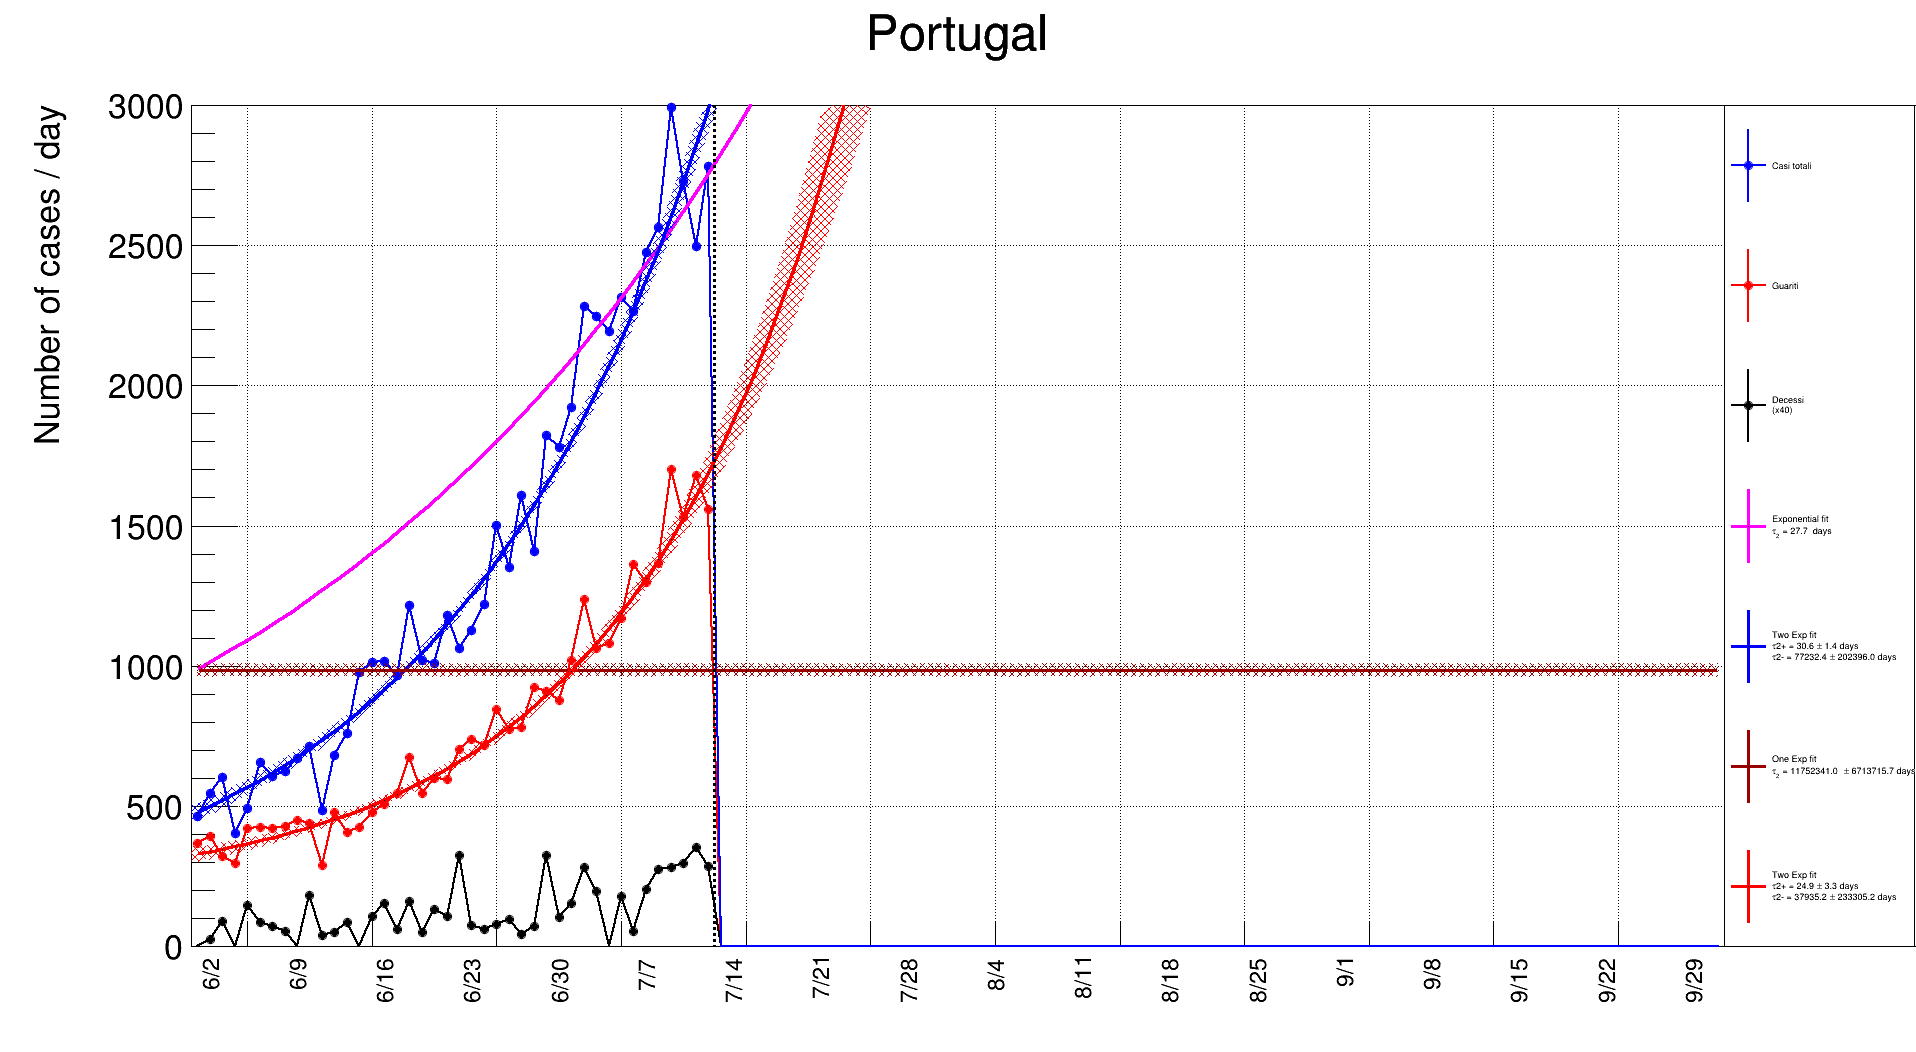 Portugal
Number of cases / day
3000
2500
2000
1500
1000
500
0
6/2
6/9
6/16
6/23
6/30
7/7
7/14
7/21
7/28
8/4
8/11
8/18
8/25
9/1
9/8
9/15
9/22
9/29
Casi totali
Guariti
Decessi
(x40)
Exponential fit
τ₂ = 27.7 days
Two Exp fit
τ2+ = 30.6 ± 1.4 days
τ2- = 77232.4 ± 202396.0 days
One Exp fit
τ₂ = 11752341.0 ± 6713715.7 days
Two Exp fit
τ2+ = 24.9 ± 3.3 days
τ2- = 37935.2 ± 233305.2 days